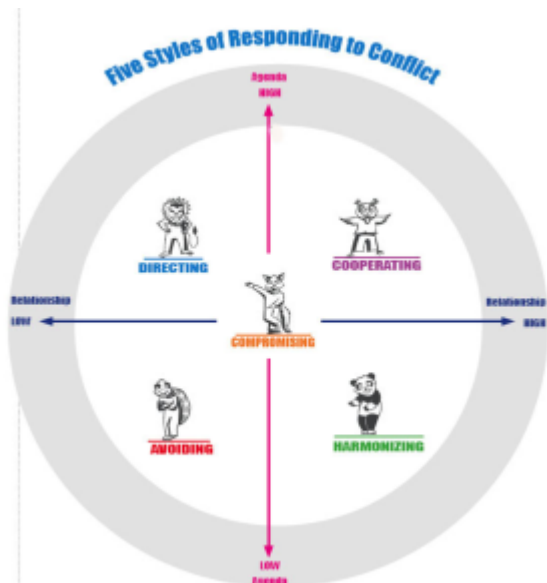 Five Styles of Responding to Conflict
Agenda
HIGH
DIRECTING
COOPERATING
Relationship
LOW
COMPROMISING
Relationship
HIGH
AVOIDING
HARMONIZING
LOW
Agenda